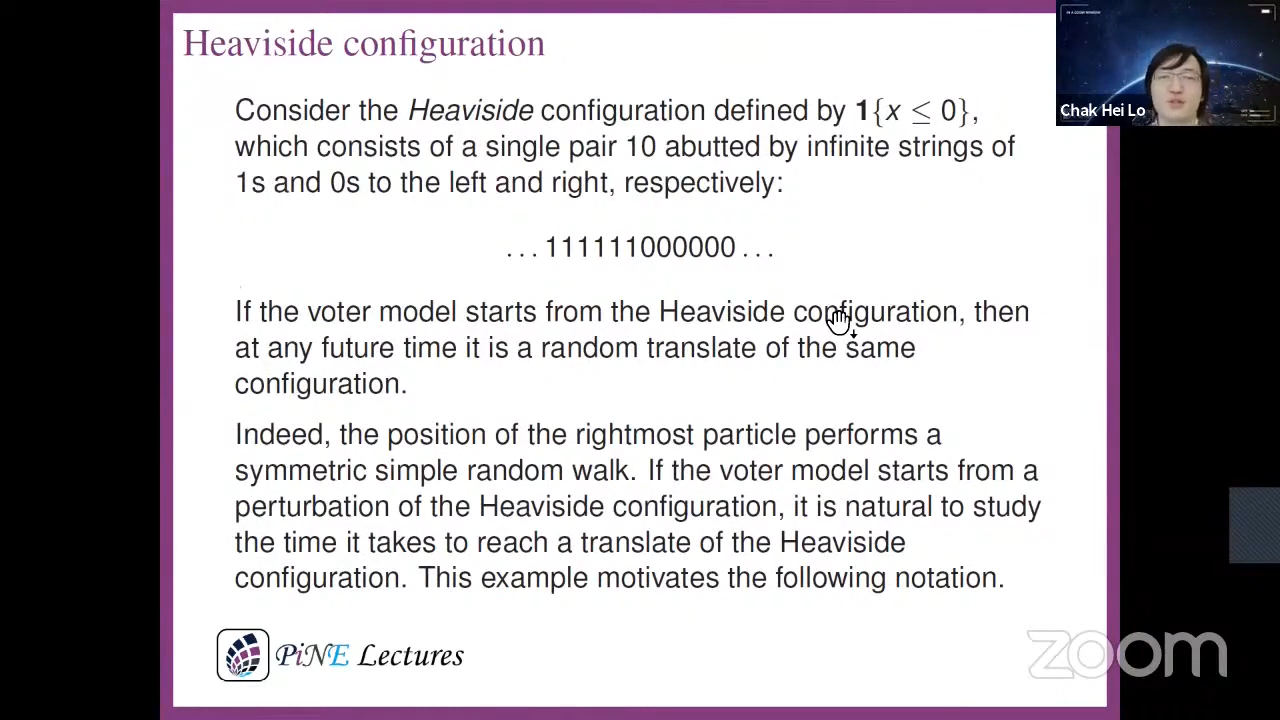 Heaviside configuration
Consider the Heaviside configuration defined by 1{x ≤ 0},
which consists of a single pair 10 abutted by infinite strings of
1s and 0s to the left and right, respectively:
...111111000000...
If the voter model starts from the Heaviside configuration, then
at any future time it is a random translate of the same
configuration.
Indeed, the position of the rightmost particle performs a
symmetric simple random walk. If the voter model starts from a
perturbation of the Heaviside configuration, it is natural to study
the time it takes to reach a translate of the Heaviside
configuration. This example motivates the following notation.
PiNE Lectures
Chak Hei Lo
zoom